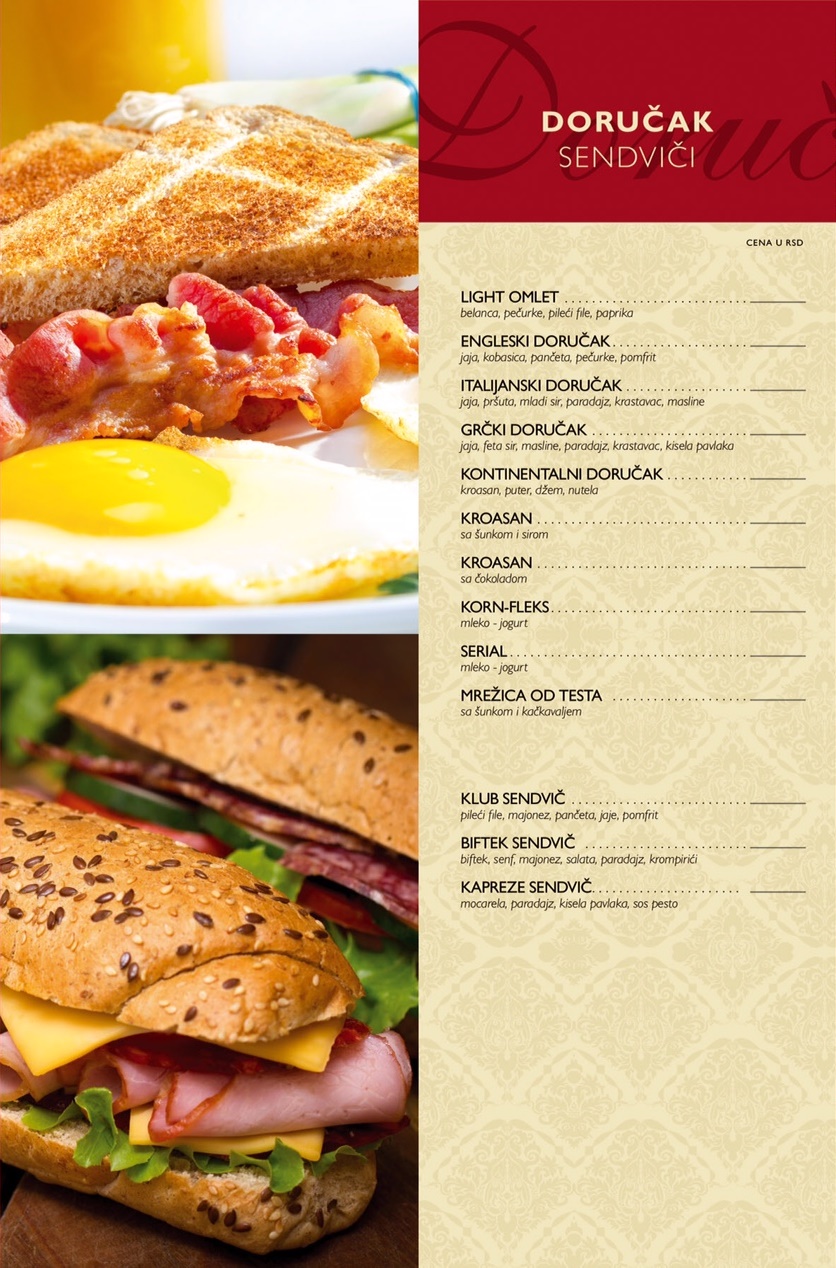 Doruč
DORUČAK
SENDVIČI
CENA U RSD
LIGHT OMLET ..............................
belanca, pečurke, pileći file, paprika
ENGLESKI DORUČAK ..............................
jaja, kobasica, pančeta, pečurke, pomfrit
ITALIJANSKI DORUČAK ..............................
jaja, pršuta, mladi sir, paradajz, krastavac, masline
GRČKI DORUČAK ..............................
jaja, feta sir, masline, paradajz, krastavac, kisela pavlaka
KONTINENTALNI DORUČAK ..............................
kroasan, puter, džem, nutela
KROASAN ..............................
sa šunkom i sirom
KROASAN ..............................
sa čokoladom
KORN-FLEKS ..............................
mleko - jogurt
SERIAL ..............................
mleko - jogurt
MREŽICA OD TESTA ..............................
sa šunkom i kačkavaljem
KLUB SENDVIČ ..............................
pileći file, majonez, pančeta, jaje, pomfrit
BIFTEK SENDVIČ ..............................
biftek, senf, majonez, salata, paradajz, krompirići
KAPREZE SENDVIČ ..............................
mocarela, paradajz, kisela pavlaka, sos pesto